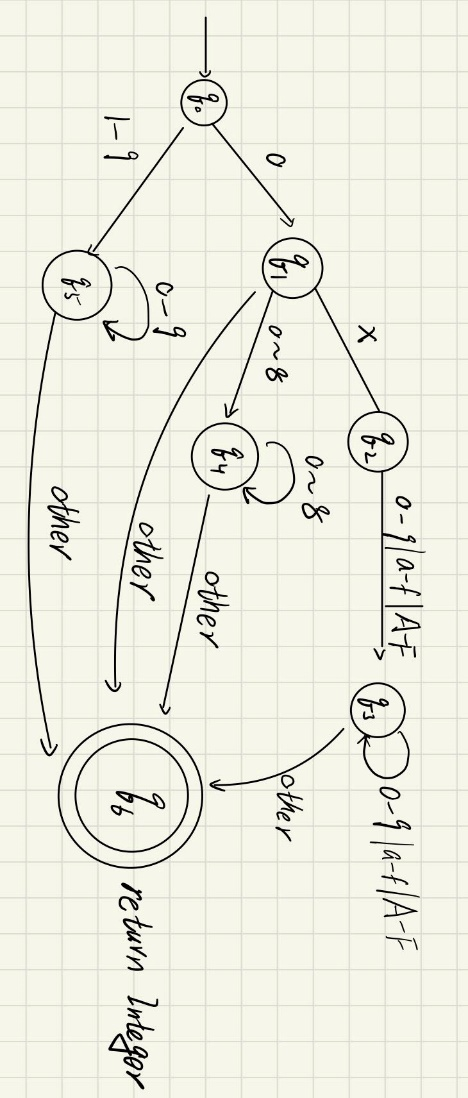 q0
0
1-9
q1
x
q2
0-9|a-f|A-F
q3
0-9|a-f|A-F
0~8
q4
0~8
q5
0-9
other
other
other
other
q6
return Integer